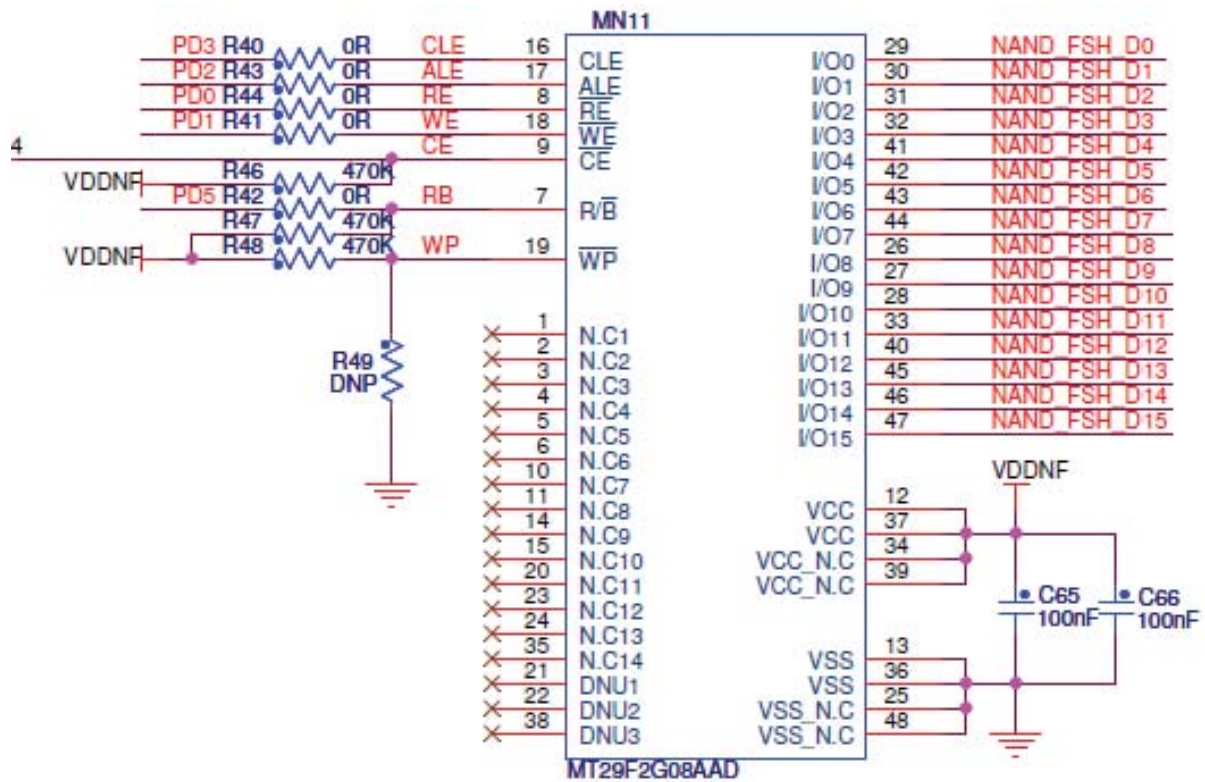 MN11
PD3 R40 0R CLE 16 CLE I/O0 29 NAND_FSH_D0
PD2 R43 0R ALE 17 ALE I/O1 30 NAND_FSH_D1
PD0 R44 0R RE 8 RE I/O2 31 NAND_FSH_D2
PD1 R41 0R WE 18 WE I/O3 32 NAND_FSH_D3
4 CE 9 CE I/O4 41 NAND_FSH_D4
VDDNF R46 470K I/O5 42 NAND_FSH_D5
PD5 R42 0R RB 7 R/B I/O6 43 NAND_FSH_D6
R47 470K I/O7 44 NAND_FSH_D7
VDDNF R48 470K WP 19 WP I/O8 26 NAND_FSH_D8
I/O9 27 NAND_FSH_D9
I/O10 28 NAND_FSH_D10
1 N.C1 I/O11 33 NAND_FSH_D11
R49 2 N.C2 I/O12 40 NAND_FSH_D12
DNP 3 N.C3 I/O13 45 NAND_FSH_D13
4 N.C4 I/O14 46 NAND_FSH_D14
5 N.C5 I/O15 47 NAND_FSH_D15
6 N.C6
10 N.C7 VDDNF
11 N.C8 VCC 12
14 N.C9 VCC 37
15 N.C10 VCC_N.C 34
20 N.C11 VCC_N.C 39
23 N.C12 C65 C66
24 N.C13 100nF 100nF
35 N.C14 VSS 13
21 DNU1 VSS 36
22 DNU2 VSS_N.C 25
38 DNU3 VSS_N.C 48
MT29F2G08AAD